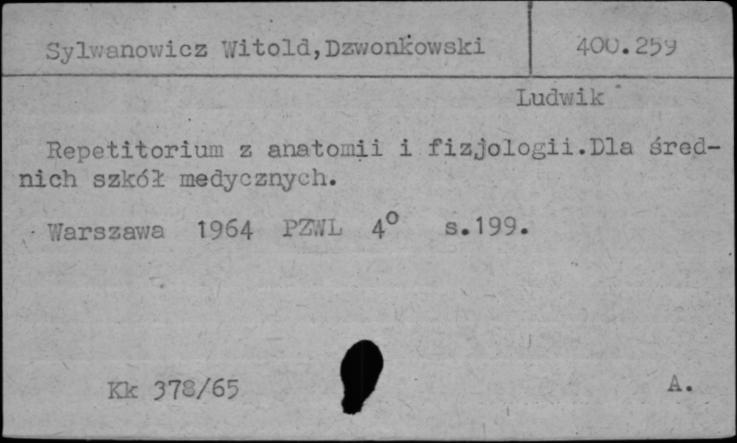 Sylwanowicz Witold,Dzwonkowski 400.259
Ludwik
Repetitorium z anatomii i fizjologii.Dla śred-
nich szkół medycznych.
Warszawa 1964 PZWL 4° s.199.
Kk 378/65 A.